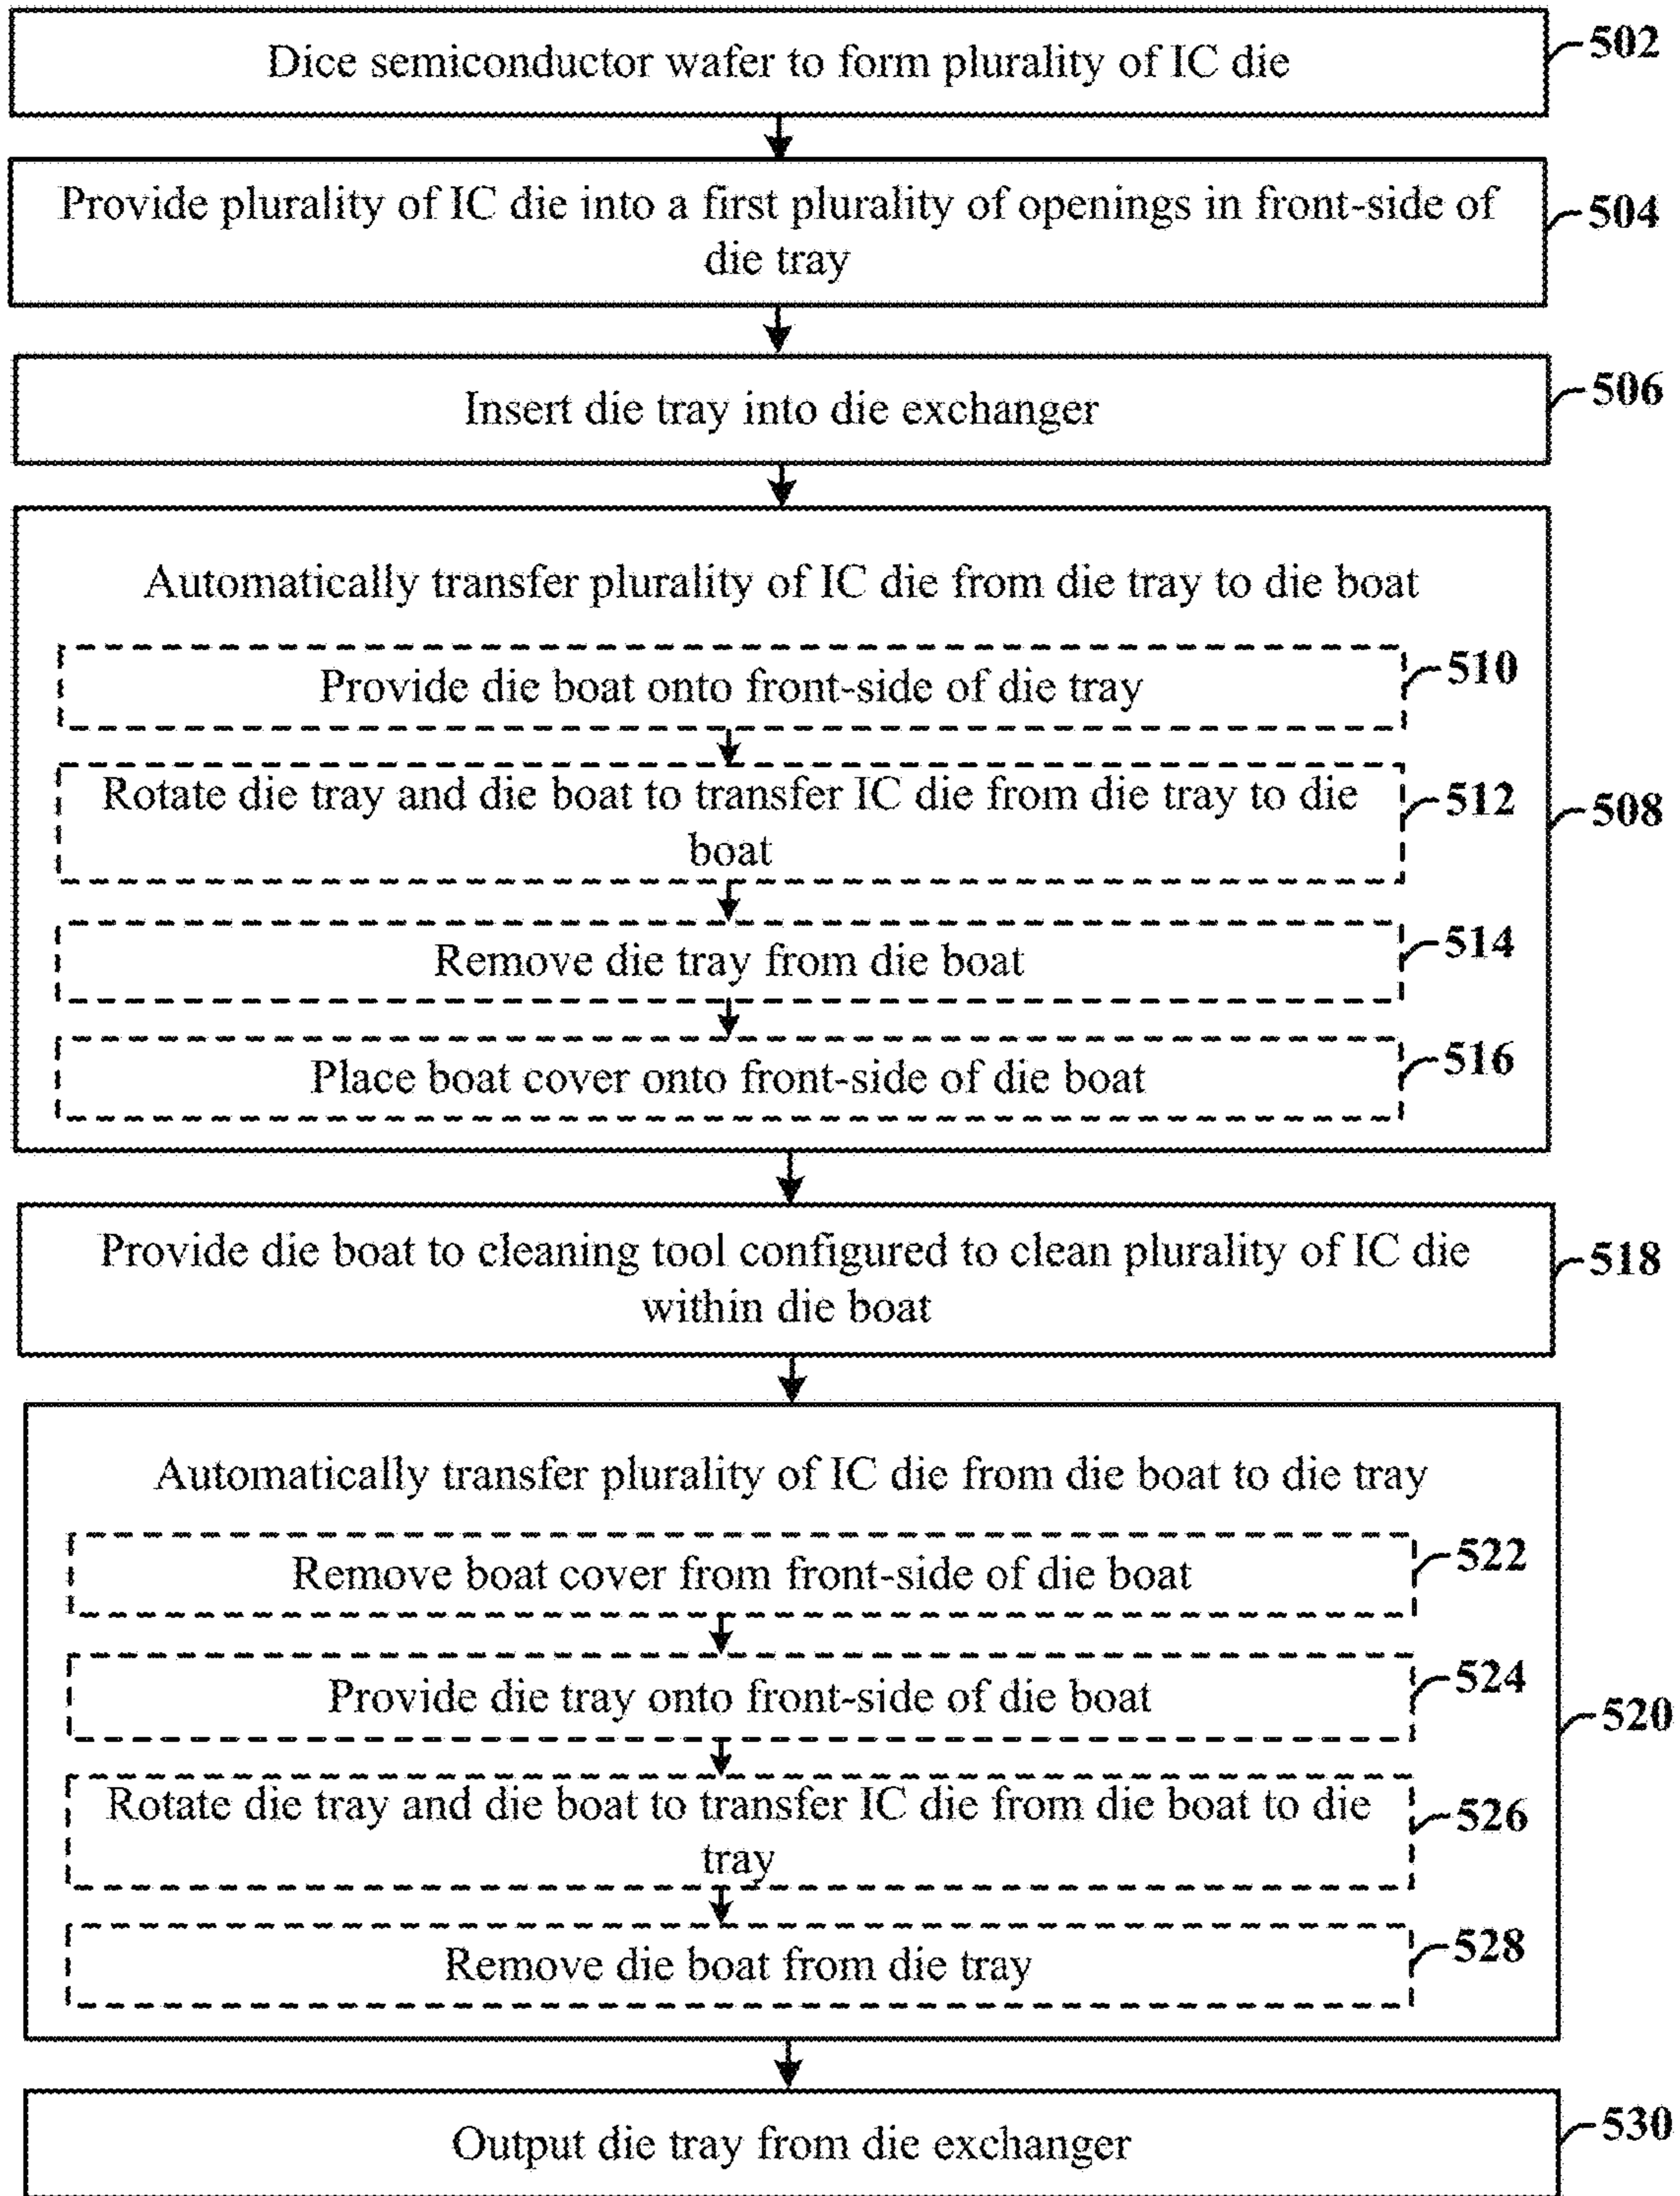 Dice semiconductor wafer to form plurality of IC die
502
Provide plurality of IC die into a first plurality of openings in front-side of
die tray
504
Insert die tray into die exchanger
506
Automatically transfer plurality of IC die from die tray to die boat
Provide die boat onto front-side of die tray
510
Rotate die tray and die boat to transfer IC die from die tray to die
boat
512
508
Remove die tray from die boat
514
Place boat cover onto front-side of die boat
516
Provide die boat to cleaning tool configured to clean plurality of IC die
within die boat
518
Automatically transfer plurality of IC die from die boat to die tray
Remove boat cover from front-side of die boat
522
Provide die tray onto front-side of die boat
524
520
Rotate die tray and die boat to transfer IC die from die boat to die
tray
526
Remove die boat from die tray
528
Output die tray from die exchanger
530